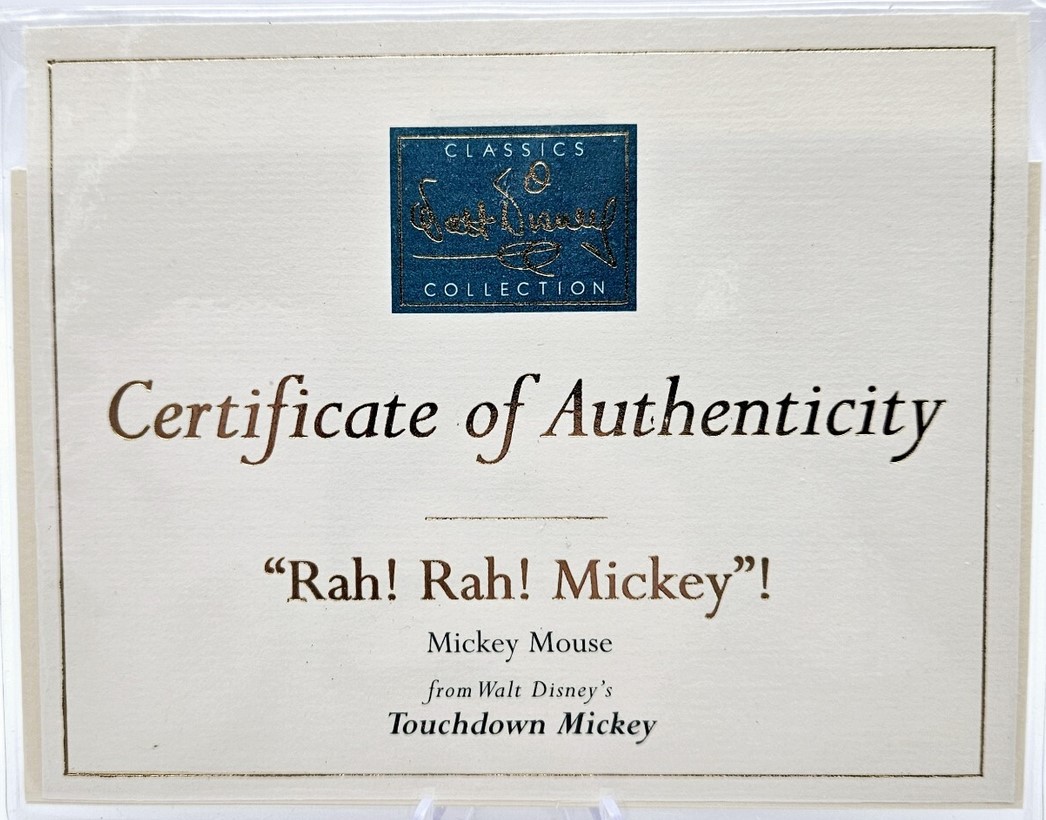 CLASSICS
Walt Disney
COLLECTION
Certificate of Authenticity
“Rah! Rah! Mickey”!
Mickey Mouse
from Walt Disney’s
Touchdown Mickey